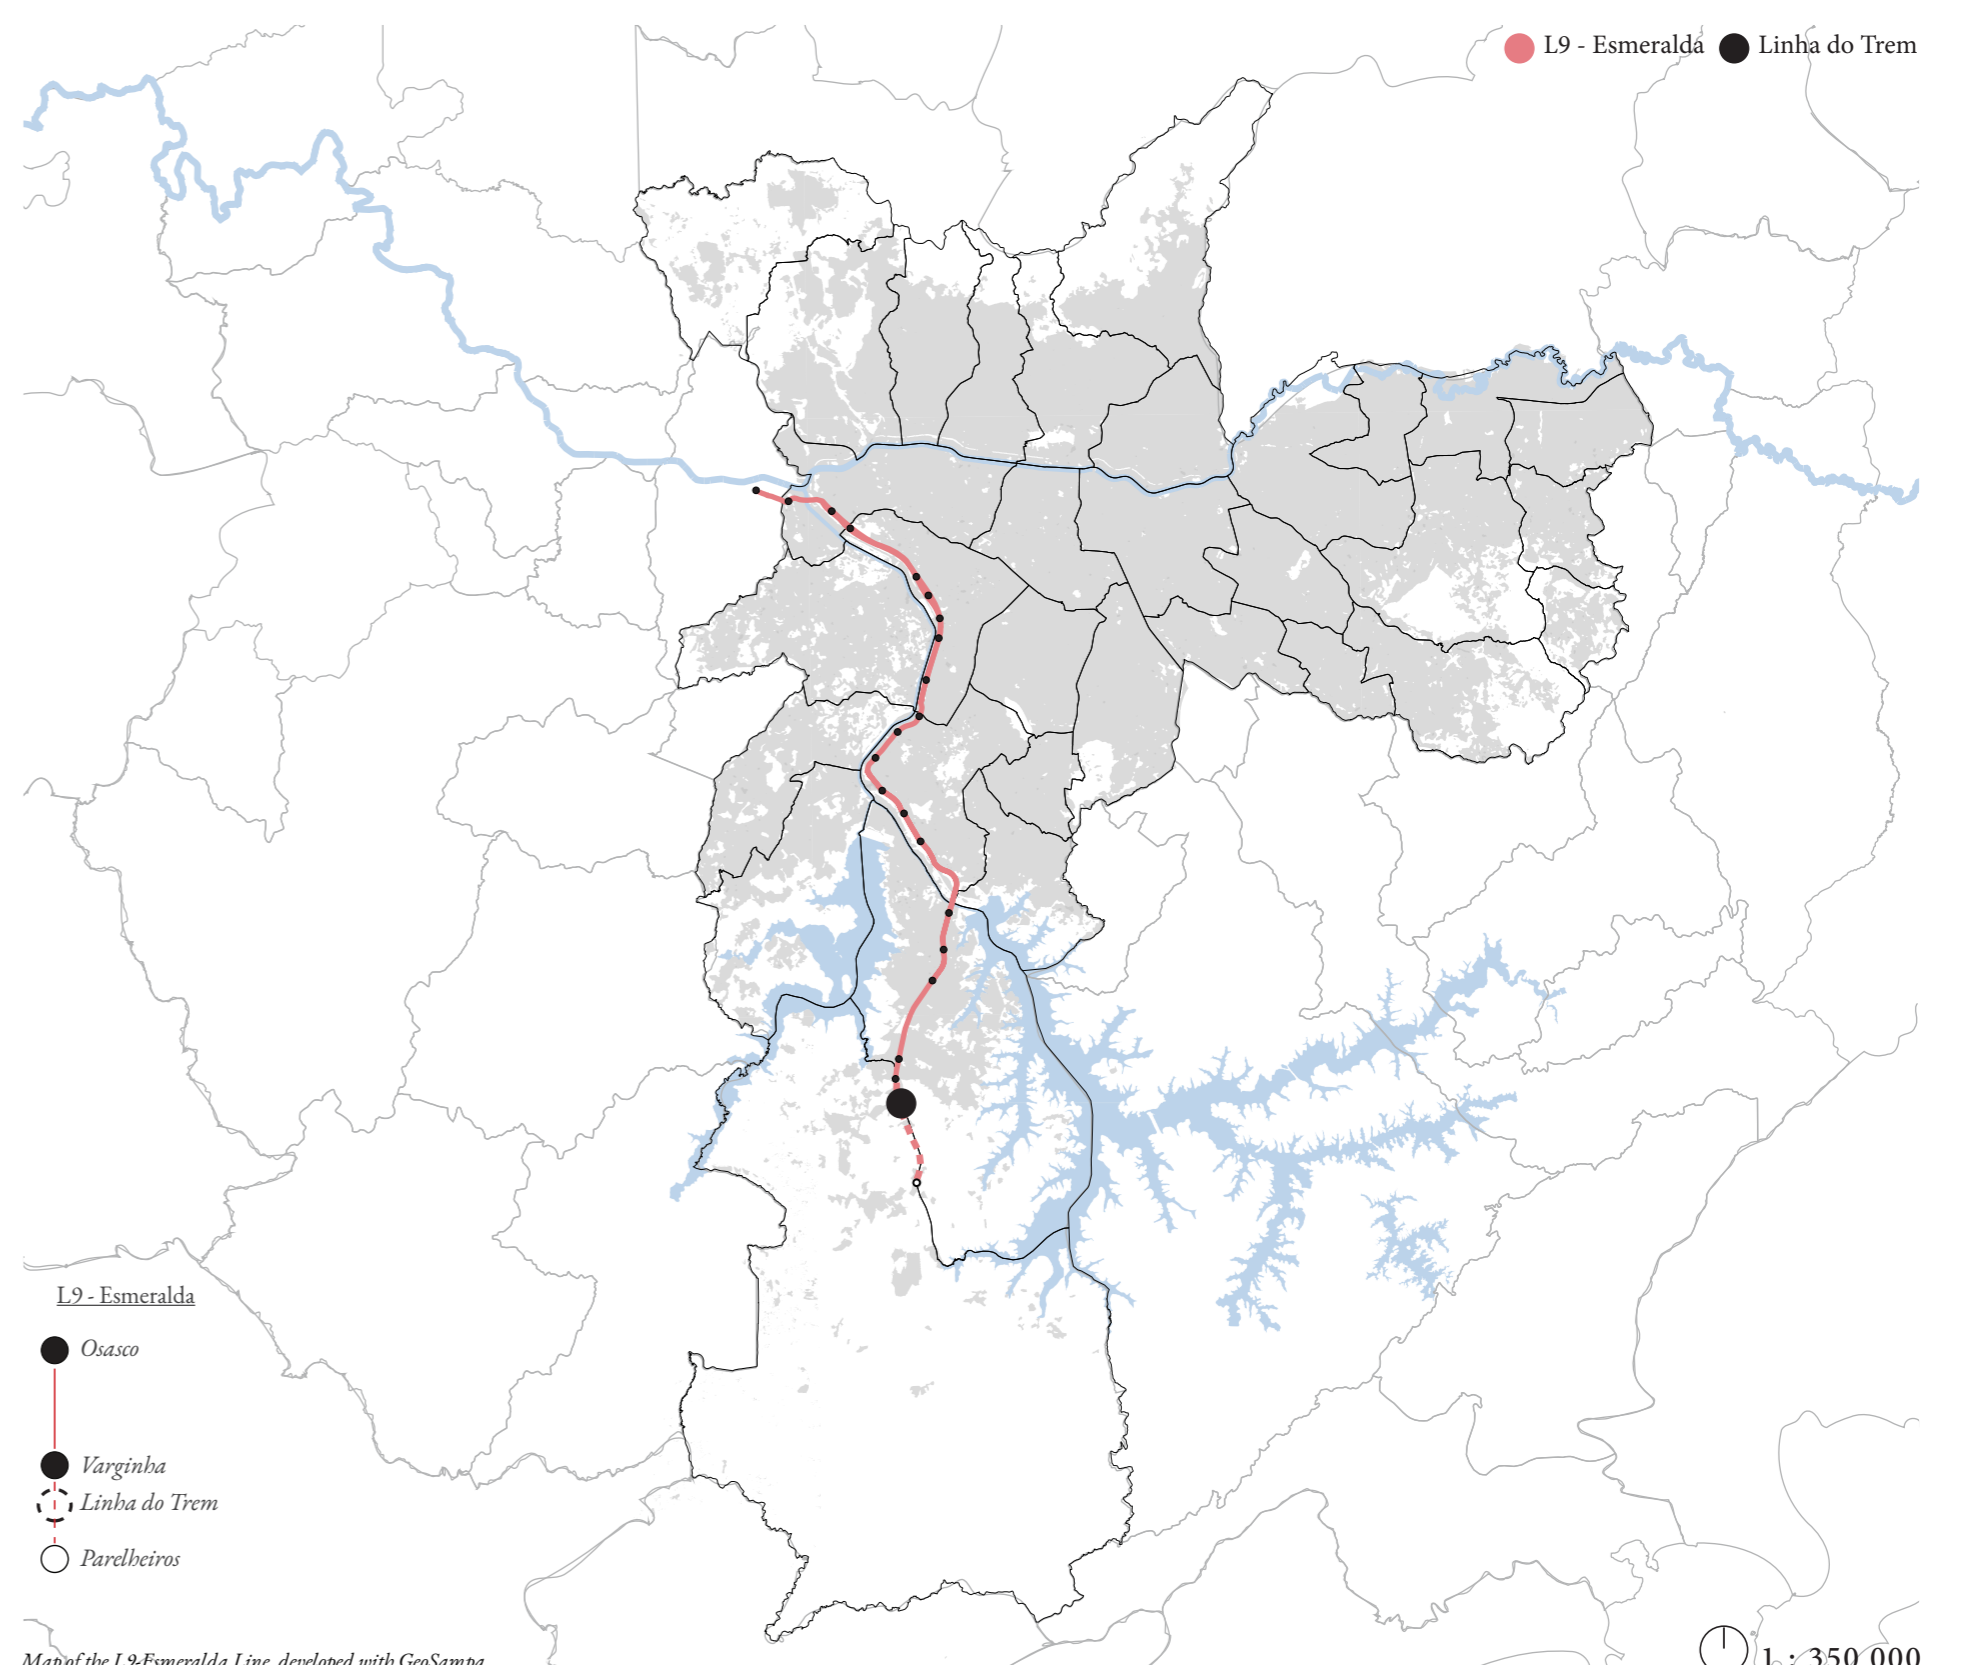 L9 - Esmeralda Linha do Trem
L9 - Esmeralda
Osasco
Varginha
Linha do Trem
Parelheiros
Map of the L9-Esmeralda Line, developed with GeoSampa
1 : 350 000